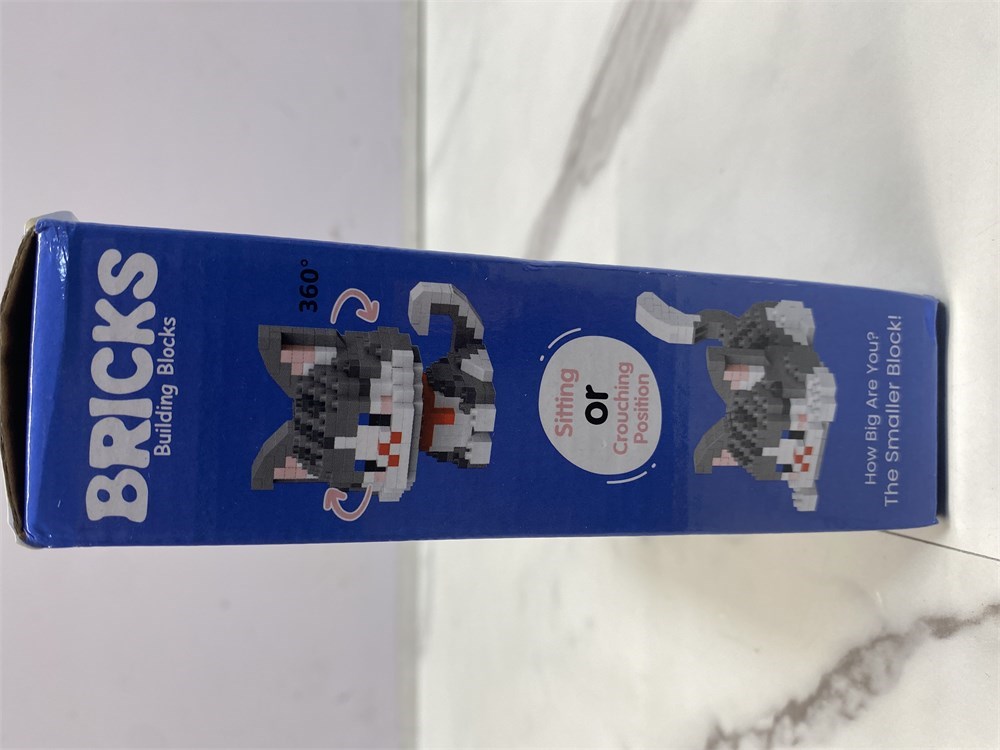 BRICKS
Building Blocks
360°
Sitting
or
Crouching
Position
How Big Are You?
The Smaller Block!